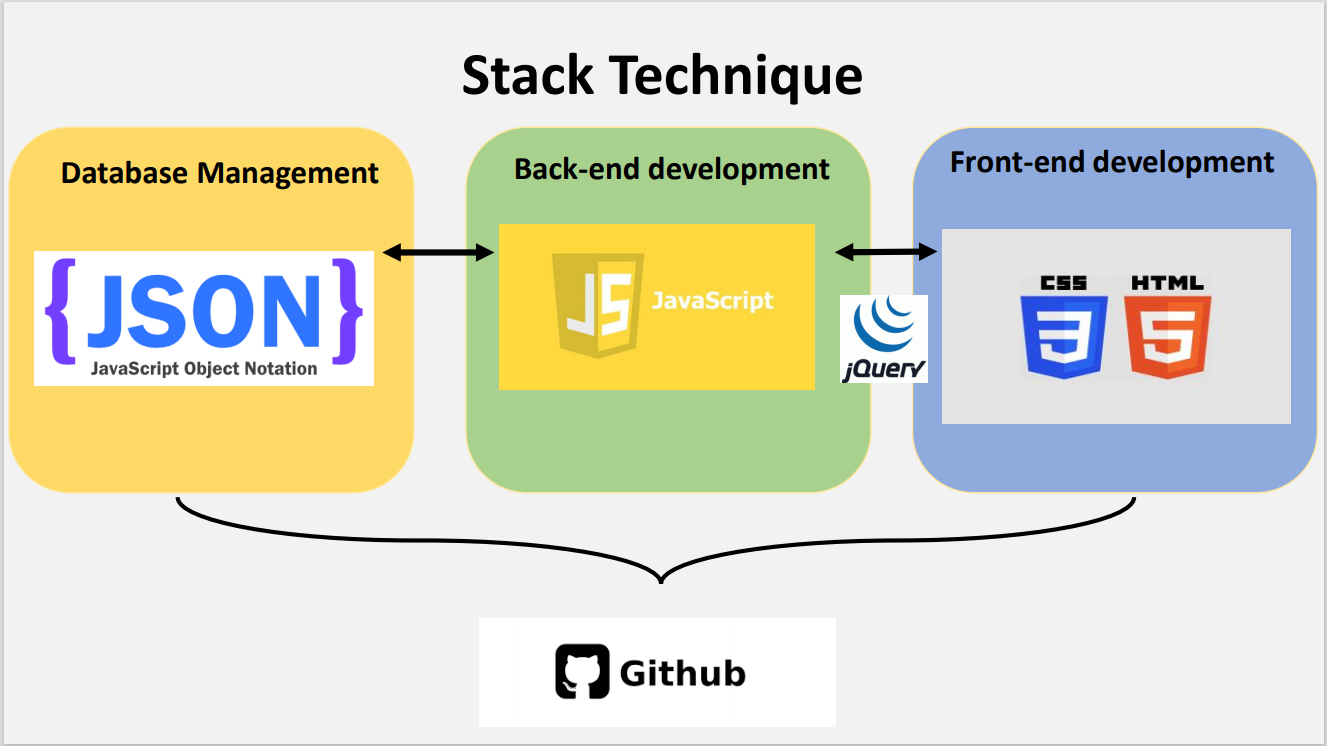 Stack Technique
Database Management
Back-end development
Front-end development
{JSON}
JavaScript Object Notation
JS JavaScript
jQuery
CSS HTML
3 5
Github